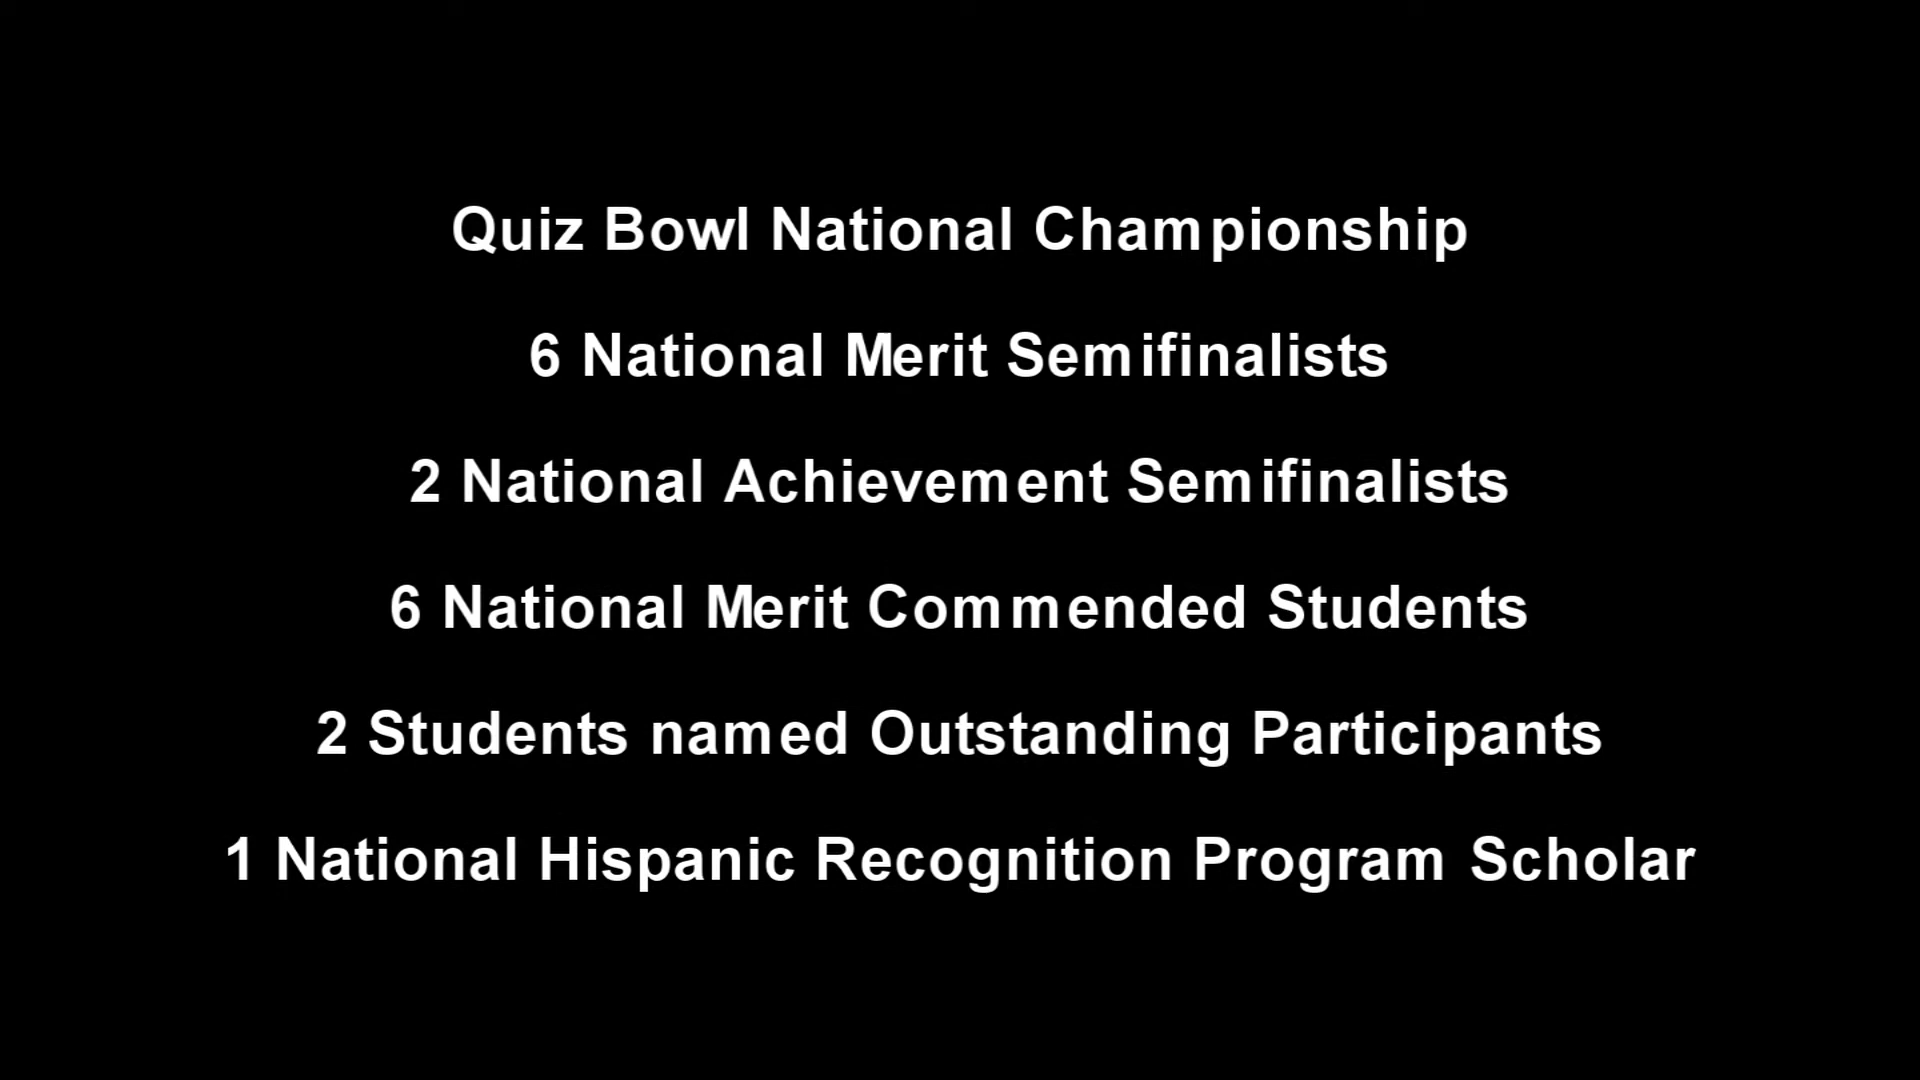 Quiz Bowl National Championship
6 National Merit Semifinalists
2 National Achievement Semifinalists
6 National Merit Commended Students
2 Students named Outstanding Participants
1 National Hispanic Recognition Program Scholar